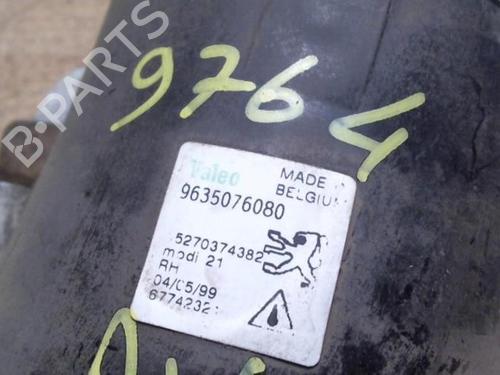 B-PARTS
9764
Valeo
MADE
BELGIUM
9635076080
5270374382
modi 21
RH
04/05/99
6774232